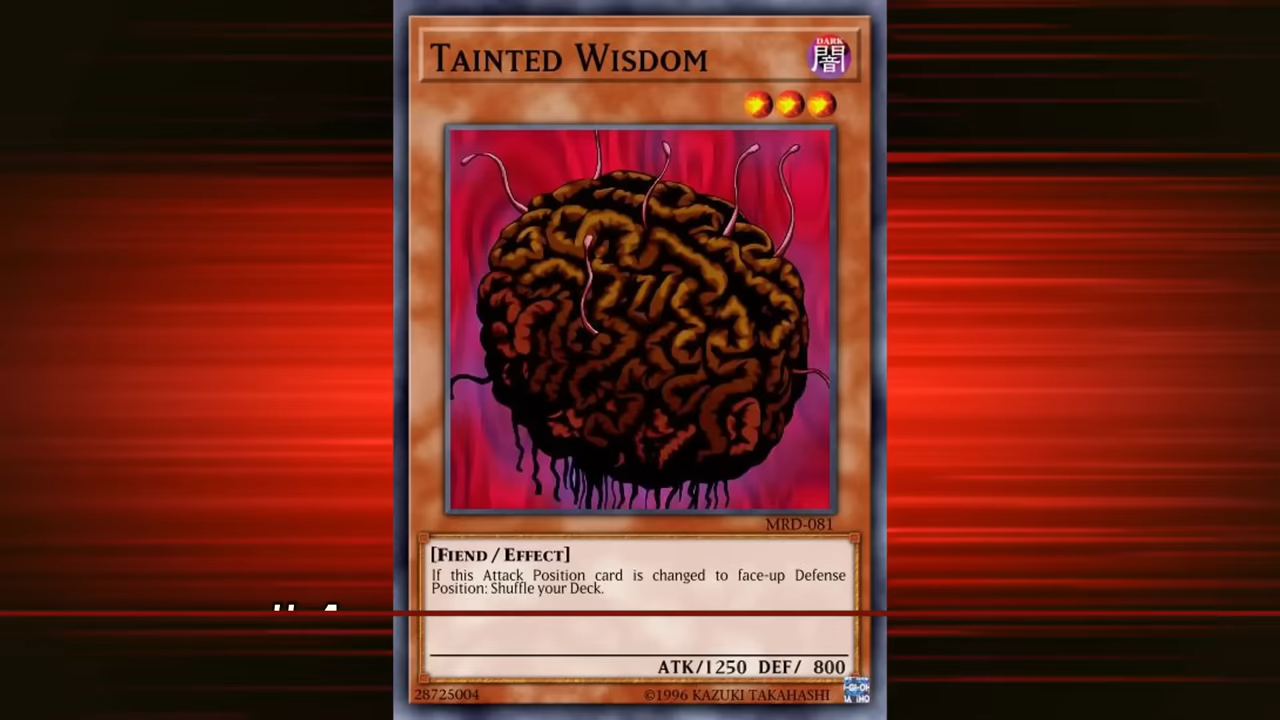 TAINTED WISDOM
DARK
闇
MRD-081
[FIEND / EFFECT]
If this Attack Position card is changed to face-up Defense
Position: Shuffle your Deck.
ATK/1250 DEF/ 800
28725004
©1996 KAZUKI TAKAHASHI